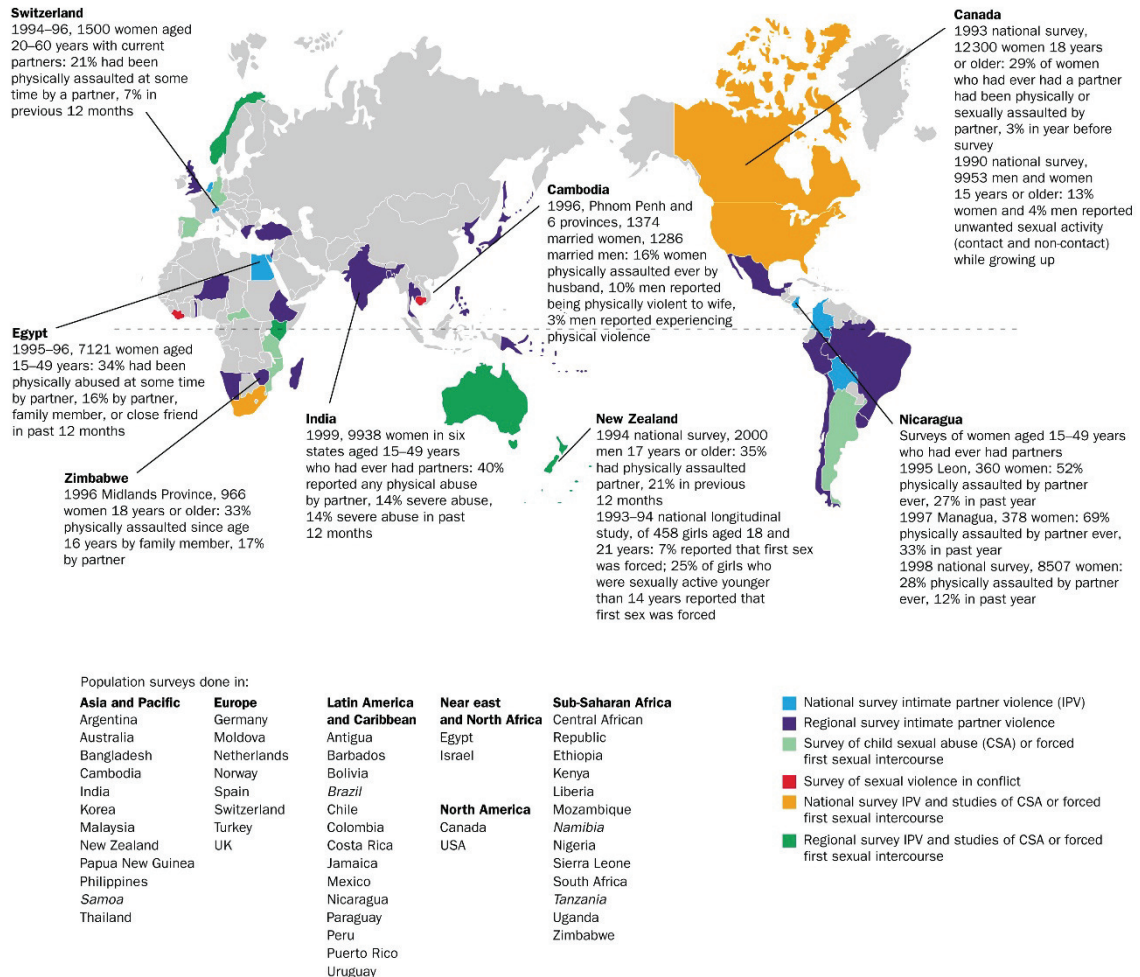 Switzerland
1994–96, 1500 women aged
20–60 years with current
partners: 21% had been
physically assaulted at some
time by a partner, 7% in
previous 12 months
Canada
1993 national survey,
12300 women 18 years
or older: 29% of women
who had ever had a partner
had been physically or
sexually assaulted by
partner, 3% in year before
survey
1990 national survey,
9953 men and women
15 years or older: 13%
women and 4% men reported
unwanted sexual activity
(contact and non-contact)
while growing up
Cambodia
1996, Phnom Penh and
6 provinces, 1374
married women, 1286
married men: 16% women
physically assaulted ever by
husband, 10% men reported
being physically violent to wife,
3% men reported experiencing
physical violence
Egypt
1995–96, 7121 women aged
15–49 years: 34% had been
physically abused at some time
by partner, 16% by partner,
family member, or close friend
in past 12 months
Zimbabwe
1996 Midlands Province, 966
women 18 years or older: 33%
physically assaulted since age
16 years by family member, 17%
by partner
India
1999, 9938 women in six
states aged 15–49 years
who had ever had partners: 40%
reported any physical abuse
by partner, 14% severe abuse,
14% severe abuse in past
12 months
New Zealand
1994 national survey, 2000
men 17 years or older: 35%
had physically assaulted
partner, 21% in previous
12 months
1993–94 national longitudinal
study, of 458 girls aged 18 and
21 years: 7% reported that first sex
was forced; 25% of girls who
were sexually active younger
than 14 years reported that
first sex was forced
Nicaragua
Surveys of women aged 15–49 years
who had ever had partners
1995 Leon, 360 women: 52%
physically assaulted by partner
ever, 27% in past year
1997 Managua, 378 women: 69%
physically assaulted by partner ever,
33% in past year
1998 national survey, 8507 women:
28% physically assaulted by partner
ever, 12% in past year
Population surveys done in:
Asia and Pacific
Argentina
Australia
Bangladesh
Cambodia
India
Korea
Malaysia
New Zealand
Papua New Guinea
Philippines
Samoa
Thailand
Europe
Germany
Moldova
Netherlands
Norway
Spain
Switzerland
Turkey
UK
Latin America
and Caribbean
Antigua
Barbados
Bolivia
Brazil
Chile
Colombia
Costa Rica
Jamaica
Mexico
Nicaragua
Paraguay
Peru
Puerto Rico
Uruguay
Near east
and North Africa
Egypt
Israel
North America
Canada
USA
Sub-Saharan Africa
Central African
Republic
Ethiopia
Kenya
Liberia
Mozambique
Namibia
Nigeria
Sierra Leone
South Africa
Tanzania
Uganda
Zimbabwe
National survey intimate partner violence (IPV)
Regional survey intimate partner violence
Survey of child sexual abuse (CSA) or forced
first sexual intercourse
Survey of sexual violence in conflict
National survey IPV and studies of CSA or forced
first sexual intercourse
Regional survey IPV and studies of CSA or forced
first sexual intercourse